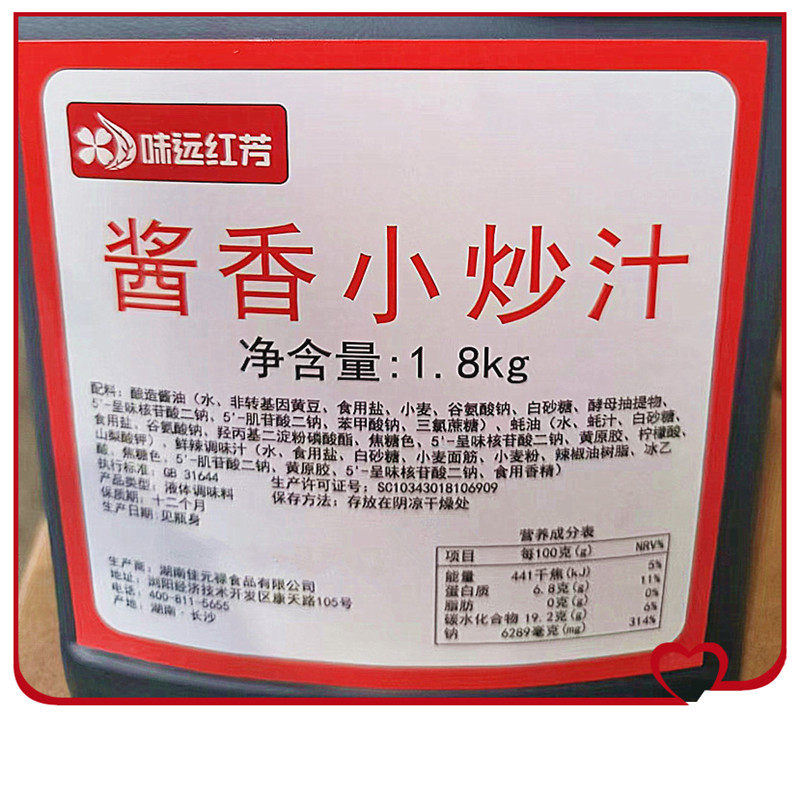 味远红芳
酱香小炒汁
净含量:1.8kg
配料：酿造酱油（水、非转基因黄豆、食用盐、小麦、谷氨酸钠、白砂糖、酵母抽提物、
5'-呈味核苷酸二钠、5'-肌苷酸二钠、苯甲酸钠、三氯蔗糖）、蚝油（水、蚝汁、白砂糖、
食用盐、谷氨酸钠、羟丙基二淀粉磷酸酯、焦糖色、5'-呈味核苷酸二钠、黄原胶、柠檬酸、
山梨酸钾）、鲜辣调味汁（水、食用盐、白砂糖、小麦面筋、小麦粉、辣椒油树脂、冰乙
酸、焦糖色、5'-肌苷酸二钠、黄原胶、5'-呈味核苷酸二钠、食用香精）
执行标准：GB 31644
产品类型：液体调味料 生产许可证号：SC10343018106909
保质期：十二个月 保存方法：存放在阴凉干燥处
生产日期：见瓶身
生产商：湖南佳元禄食品有限公司
地址：浏阳经济技术开发区康天路105号
电话：400-811-5655
产地：湖南·长沙
营养成分表
项目 每100克(g) NRV%
能量 441千焦(kJ) 5%
蛋白质 6.8克(g) 11%
脂肪 0克(g) 0%
碳水化合物 19.2克(g) 6%
钠 6289毫克(mg) 314%